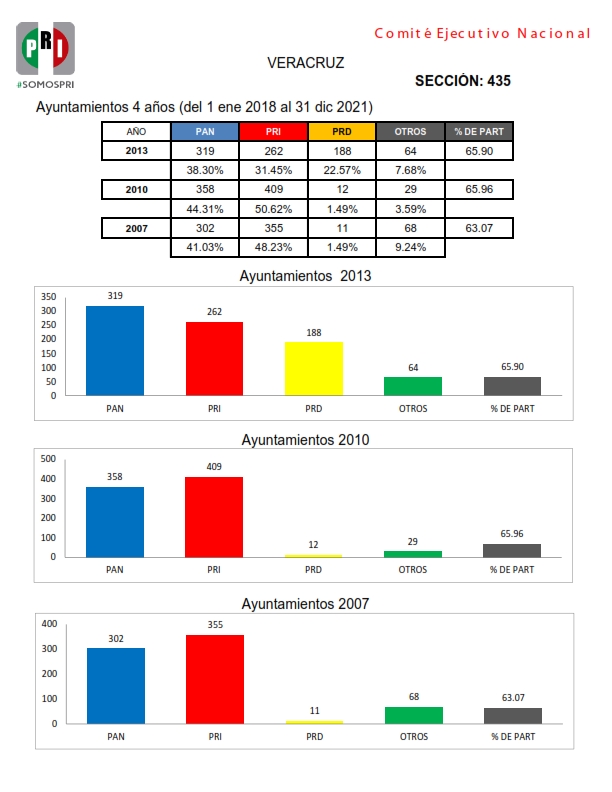 Comité Ejecutivo Nacional
PRI
#SOMOSPRI
VERACRUZ
SECCIÓN: 435
Ayuntamientos 4 años (del 1 ene 2018 al 31 dic 2021)
AÑO PAN PRI PRD OTROS % DE PART
2013 319 262 188 64 65.90
38.30% 31.45% 22.57% 7.68%
2010 358 409 12 29 65.96
44.31% 50.62% 1.49% 3.59%
2007 302 355 11 68 63.07
41.03% 48.23% 1.49% 9.24%
Ayuntamientos 2013
350
300
250
200
150
100
50
0
319
262
188
64
65.90
PAN PRI PRD OTROS % DE PART
Ayuntamientos 2010
500
400
300
200
100
0
358
409
12
29
65.96
PAN PRI PRD OTROS % DE PART
Ayuntamientos 2007
400
300
200
100
0
302
355
11
68
63.07
PAN PRI PRD OTROS % DE PART